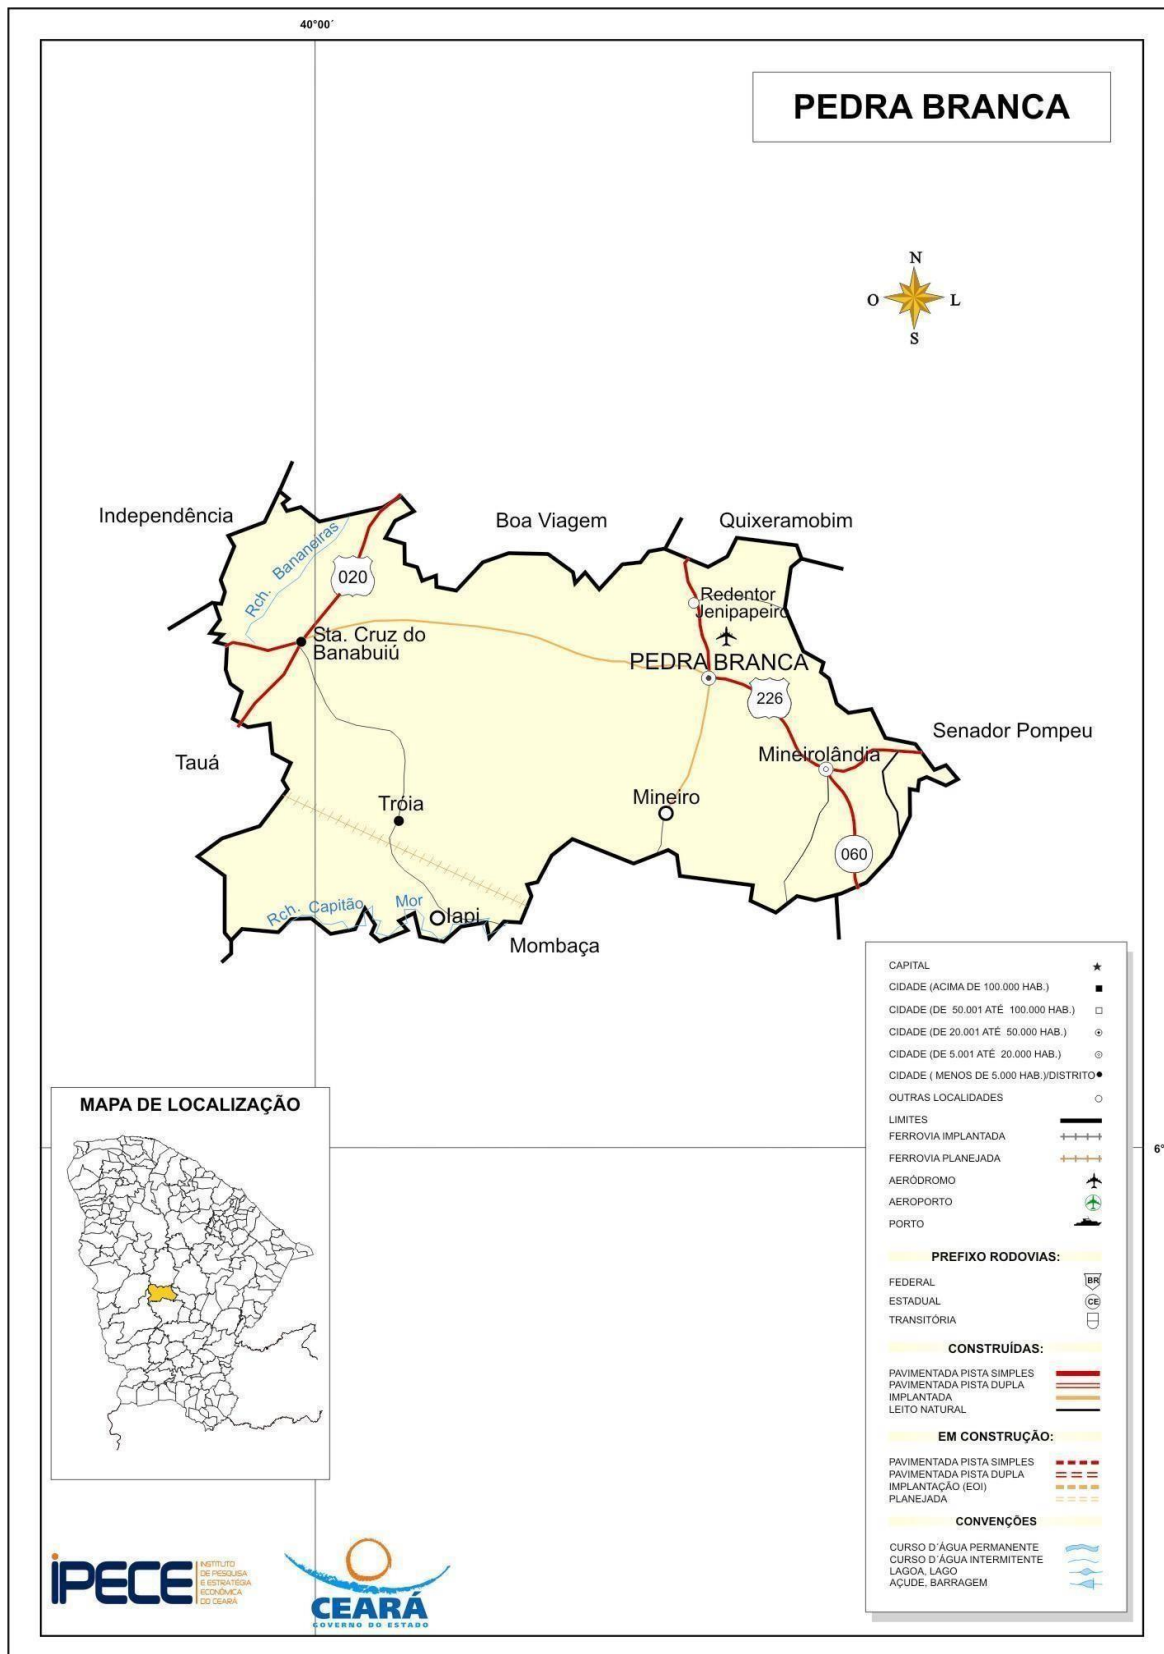 40°00´
PEDRA BRANCA
N
O
L
S
Independência
Boa Viagem
Quixeramobim
Rch. Bananeiras
020
Redentor
Jenipapeiro
Sta. Cruz do
Banabuiú
PEDRA BRANCA
226
Senador Pompeu
Mineirolândia
Tauá
Tróia
Mineiro
060
Rch. Capitão Mor
Iapi
Mombaça
CAPITAL
CIDADE (ACIMA DE 100.000 HAB.)
CIDADE (DE 50.001 ATÉ 100.000 HAB.)
CIDADE (DE 20.001 ATÉ 50.000 HAB.)
CIDADE (DE 5.001 ATÉ 20.000 HAB.)
CIDADE ( MENOS DE 5.000 HAB.)/DISTRITO
OUTRAS LOCALIDADES
LIMITES
FERROVIA IMPLANTADA
FERROVIA PLANEJADA
AERÓDROMO
AEROPORTO
PORTO
PREFIXO RODOVIAS:
FEDERAL BR
ESTADUAL CE
TRANSITÓRIA
CONSTRUÍDAS:
PAVIMENTADA PISTA SIMPLES
PAVIMENTADA PISTA DUPLA
IMPLANTADA
LEITO NATURAL
EM CONSTRUÇÃO:
PAVIMENTADA PISTA SIMPLES
PAVIMENTADA PISTA DUPLA
IMPLANTAÇÃO (EOI)
PLANEJADA
CONVENÇÕES
CURSO D´ÁGUA PERMANENTE
CURSO D´ÁGUA INTERMITENTE
LAGOA, LAGO
AÇUDE, BARRAGEM
6°
MAPA DE LOCALIZAÇÃO
IPECE
INSTITUTO
DE PESQUISA
E ESTRATÉGIA
ECONÔMICA
DO CEARÁ
CEARÁ
GOVERNO DO ESTADO